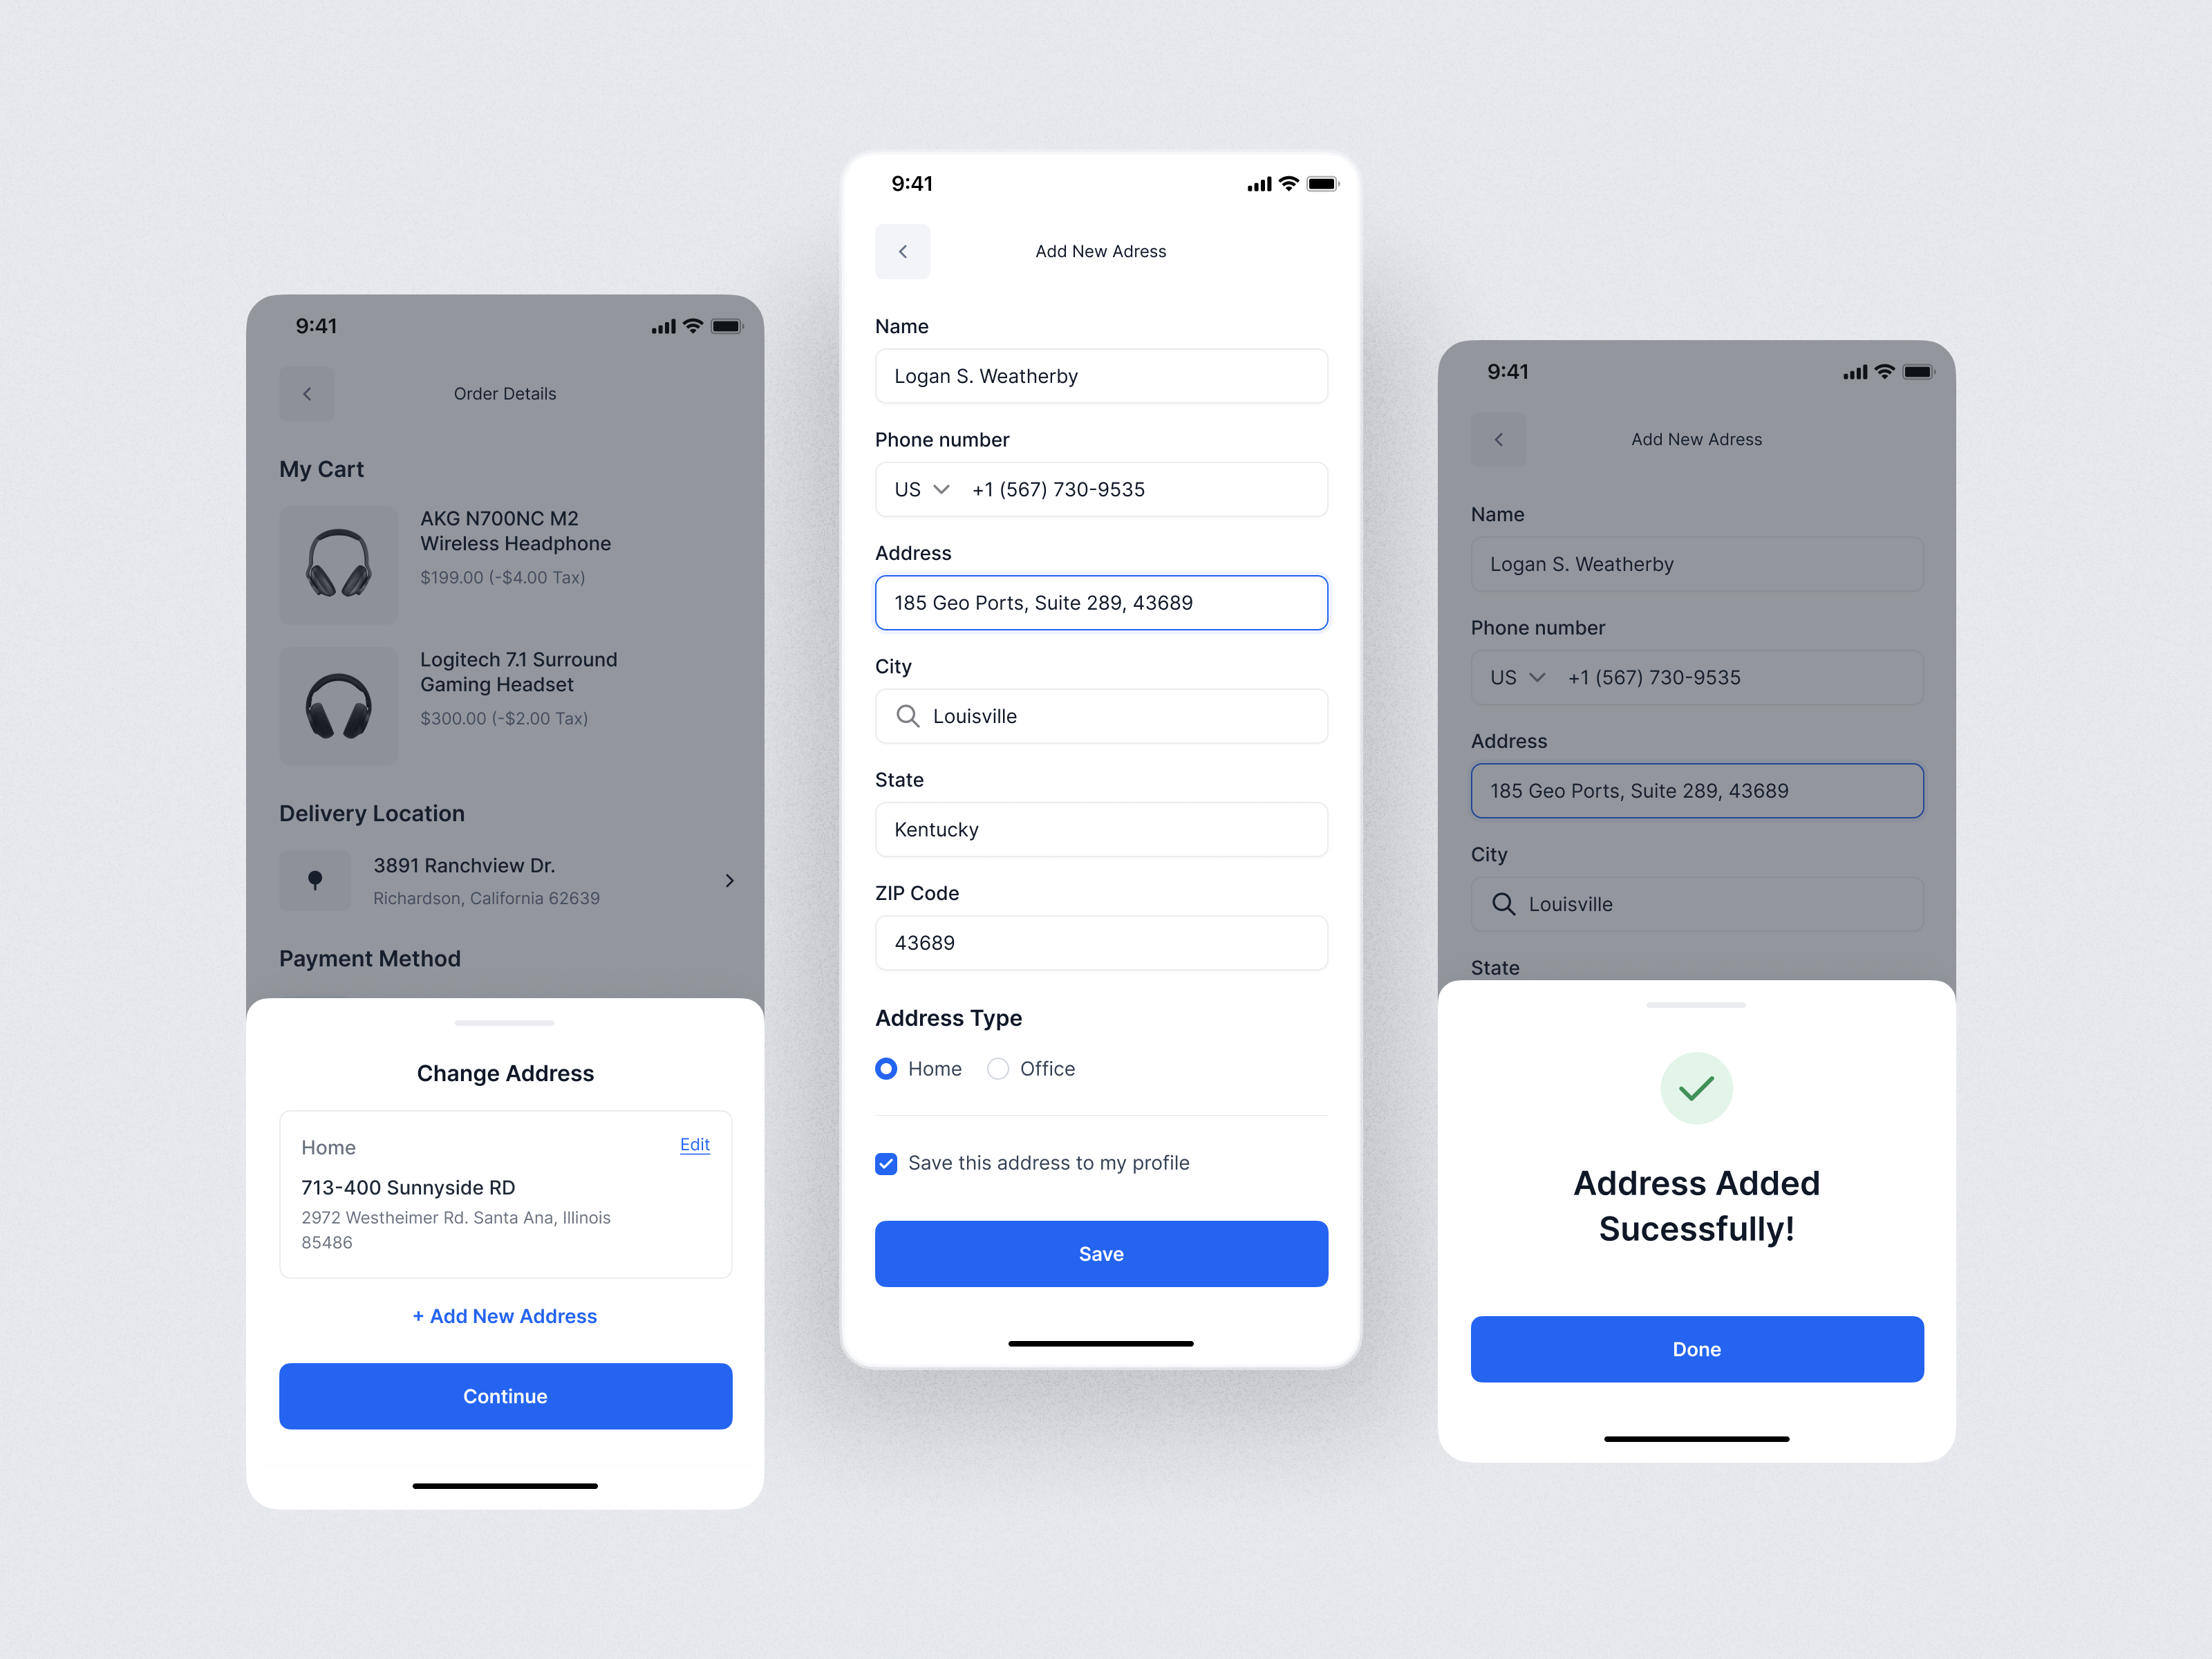 9:41
Order Details
My Cart
AKG N700NC M2
Wireless Headphone
$199.00 (-$4.00 Tax)
Logitech 7.1 Surround
Gaming Headset
$300.00 (-$2.00 Tax)
Delivery Location
3891 Ranchview Dr.
Richardson, California 62639
Payment Method
Change Address
Home
Edit
713-400 Sunnyside RD
2972 Westheimer Rd. Santa Ana, Illinois
85486
+ Add New Address
Continue
9:41
Add New Adress
Name
Logan S. Weatherby
Phone number
US +1 (567) 730-9535
Address
185 Geo Ports, Suite 289, 43689
City
Louisville
State
Kentucky
ZIP Code
43689
Address Type
Home Office
Save this address to my profile
Save
9:41
Add New Adress
Name
Logan S. Weatherby
Phone number
US +1 (567) 730-9535
Address
185 Geo Ports, Suite 289, 43689
City
Louisville
State
Address Added
Sucessfully!
Done